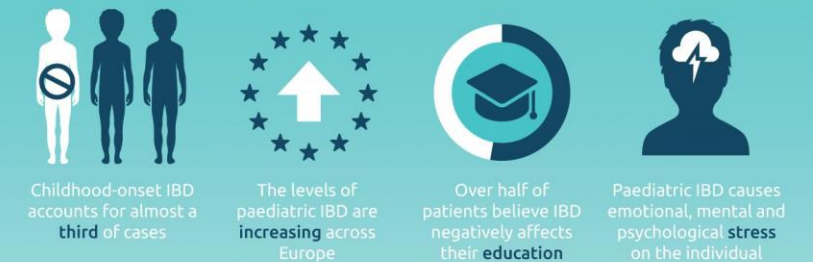 Childhood-onset IBD
accounts for almost a
third of cases
The levels of
paediatric IBD are
increasing across
Europe
Over half of
patients believe IBD
negatively affects
their education
Paediatric IBD causes
emotional, mental and
psychological stress
on the individual